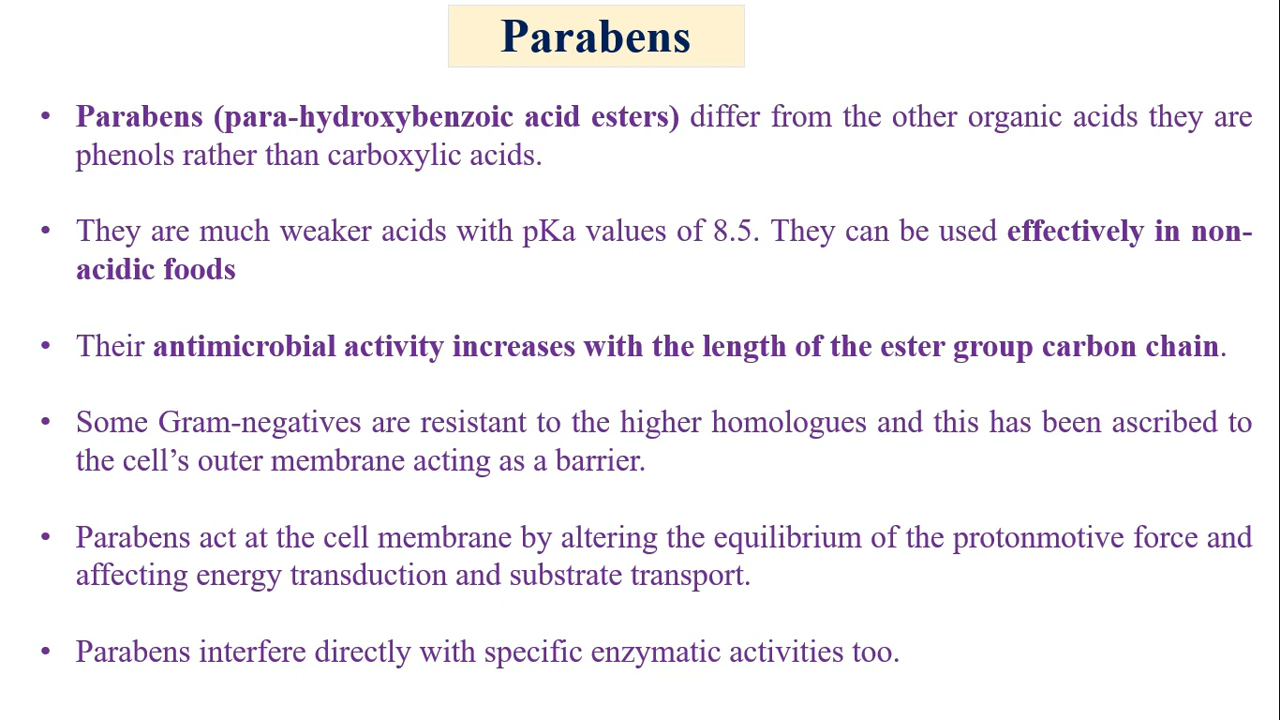 Parabens
• Parabens (para-hydroxybenzoic acid esters) differ from the other organic acids they are
phenols rather than carboxylic acids.
• They are much weaker acids with pKa values of 8.5. They can be used effectively in non-
acidic foods
• Their antimicrobial activity increases with the length of the ester group carbon chain.
• Some Gram-negatives are resistant to the higher homologues and this has been ascribed to
the cell’s outer membrane acting as a barrier.
• Parabens act at the cell membrane by altering the equilibrium of the protonmotive force and
affecting energy transduction and substrate transport.
• Parabens interfere directly with specific enzymatic activities too.